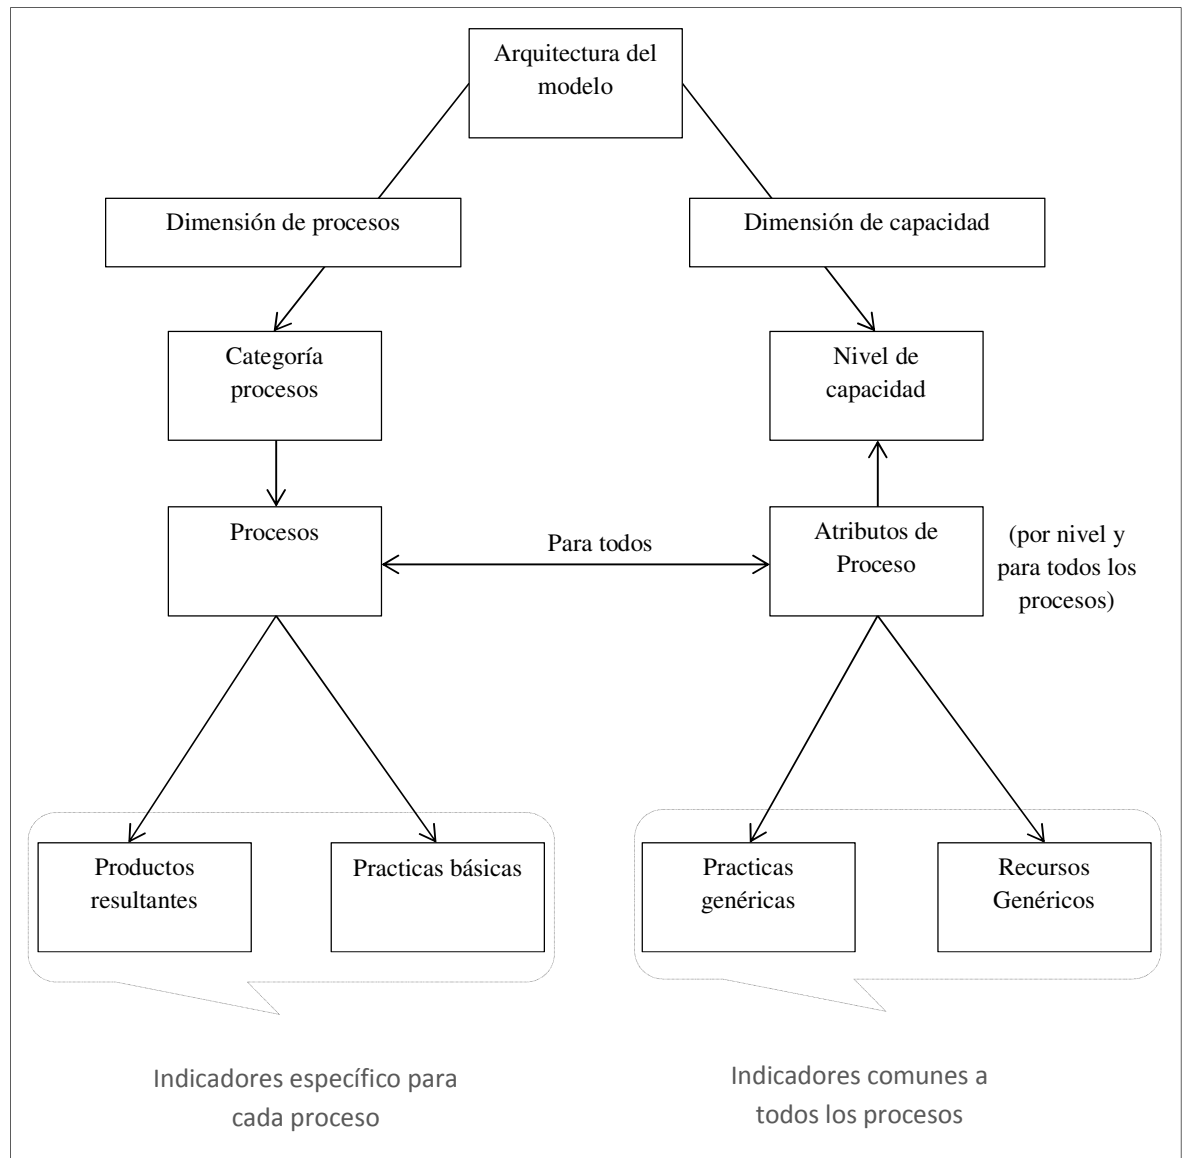 Arquitectura del
modelo
Dimensión de procesos
Dimensión de capacidad
Categoría
procesos
Nivel de
capacidad
Procesos
Para todos
Atributos de
Proceso
(por nivel y
para todos los
procesos)
Productos
resultantes
Practicas básicas
Practicas
genéricas
Recursos
Genéricos
Indicadores específico para
cada proceso
Indicadores comunes a
todos los procesos